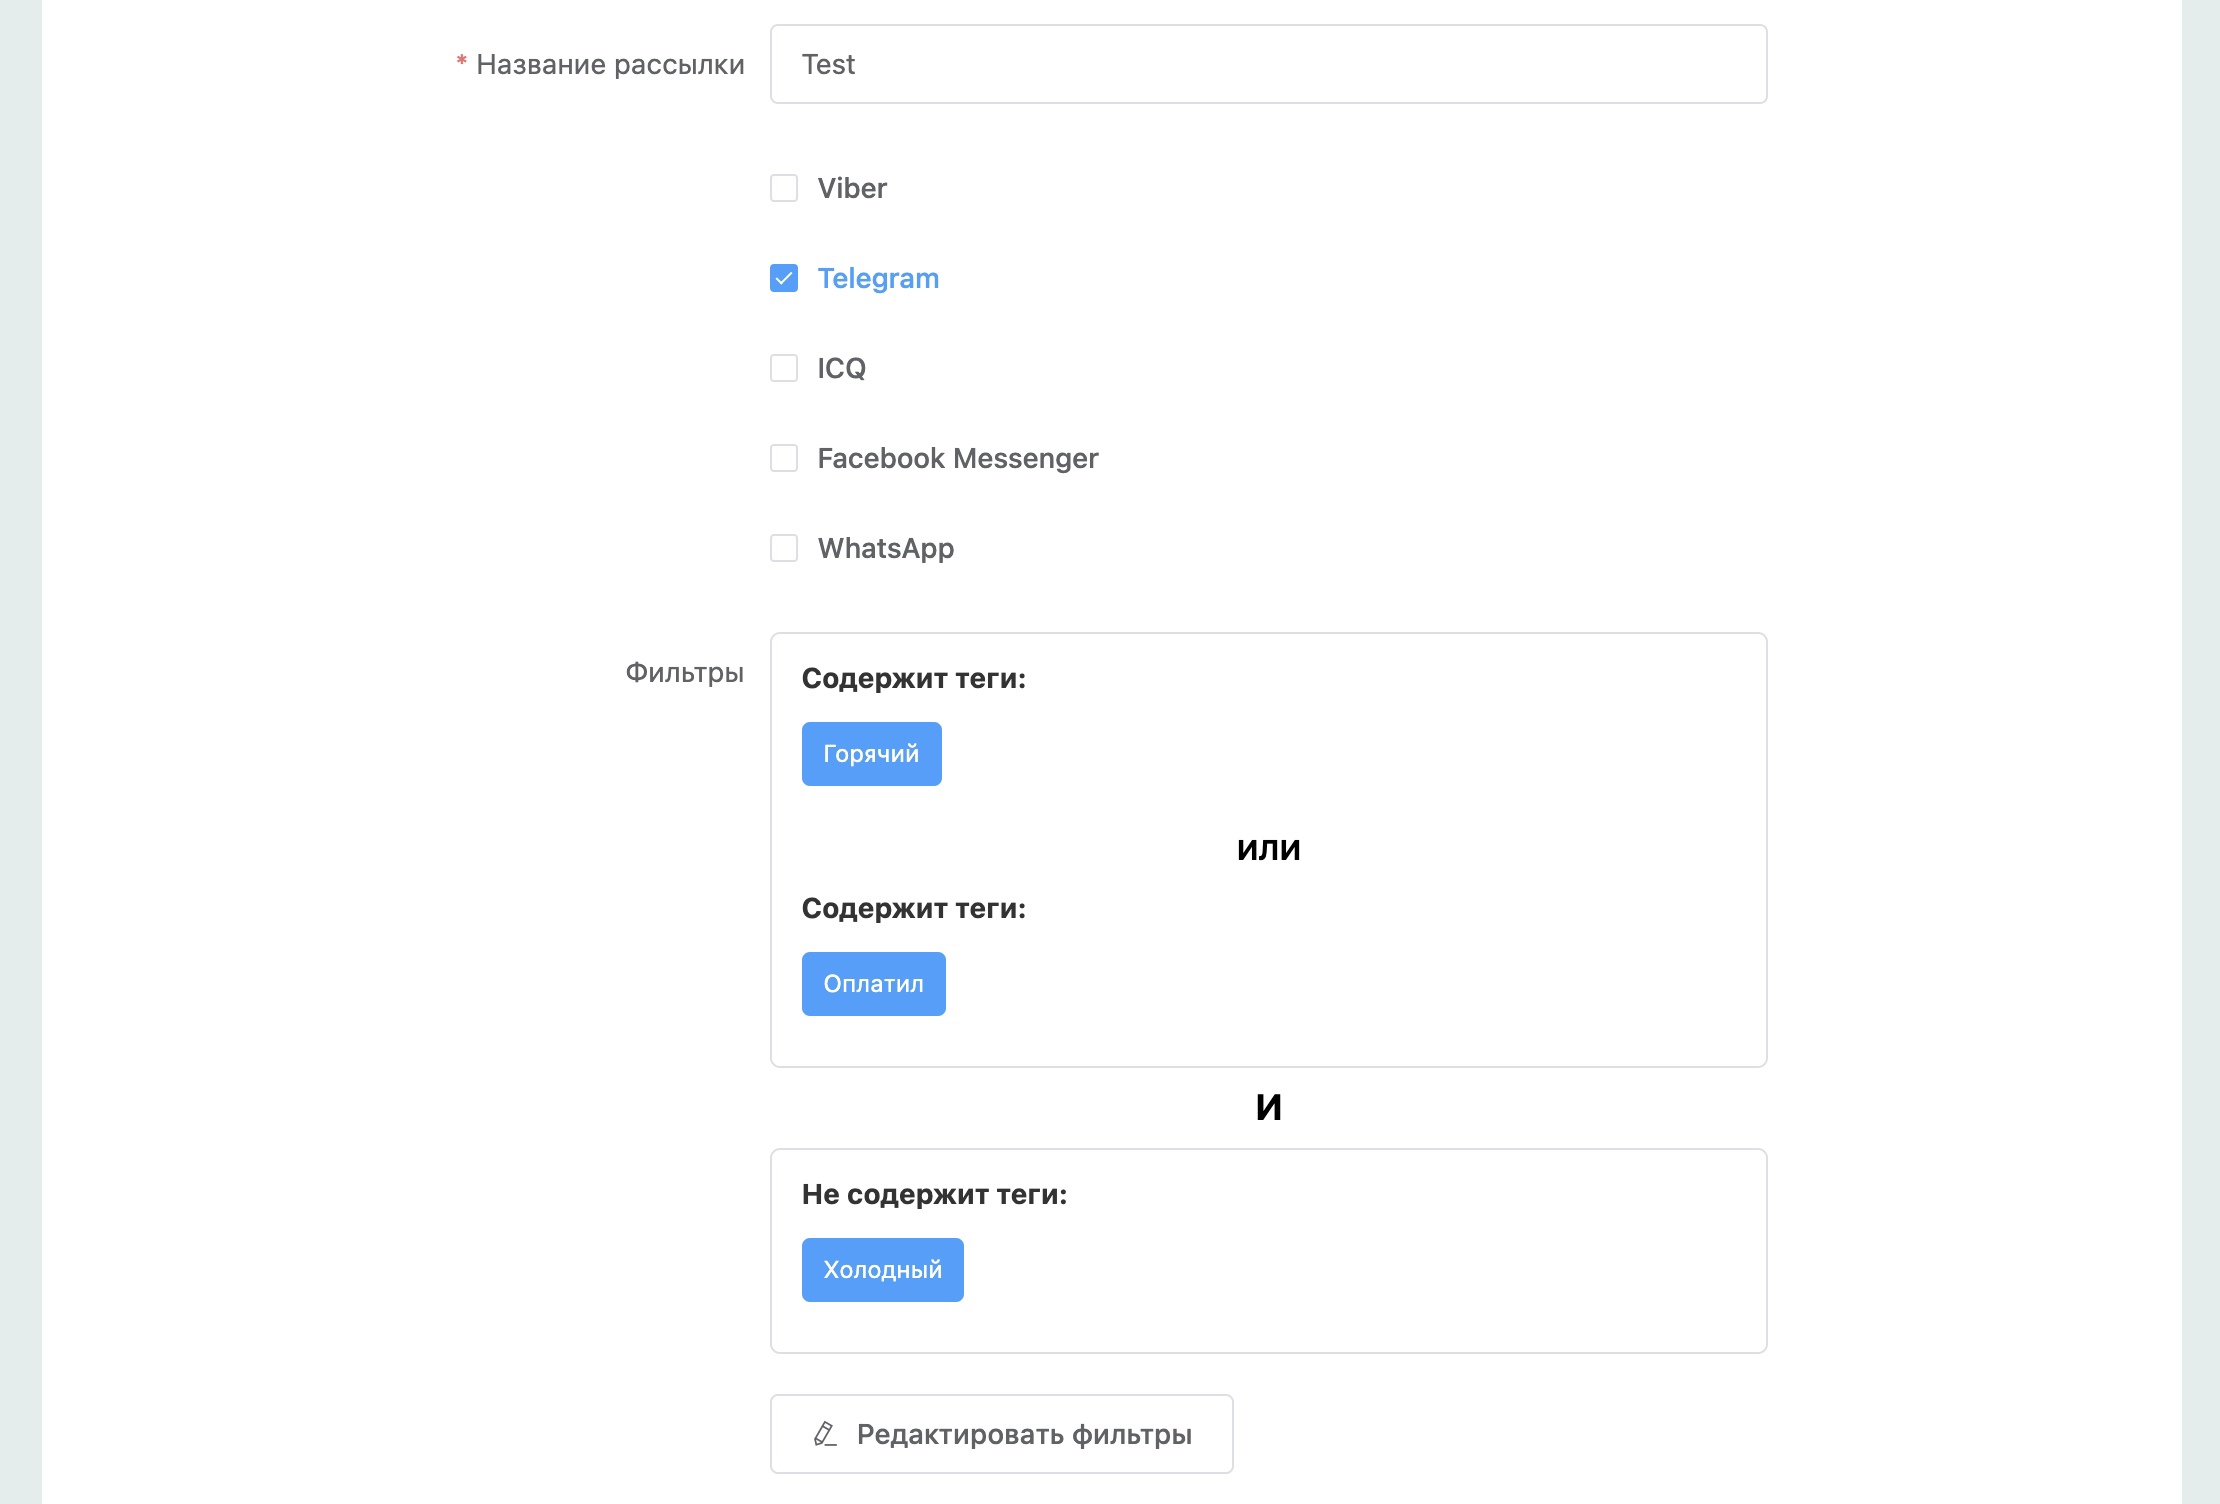 * Название рассылки
Test
Viber
Telegram
ICQ
Facebook Messenger
WhatsApp
Фильтры
Содержит теги:
Горячий
или
Содержит теги:
Оплатил
И
Не содержит теги:
Холодный
Редактировать фильтры